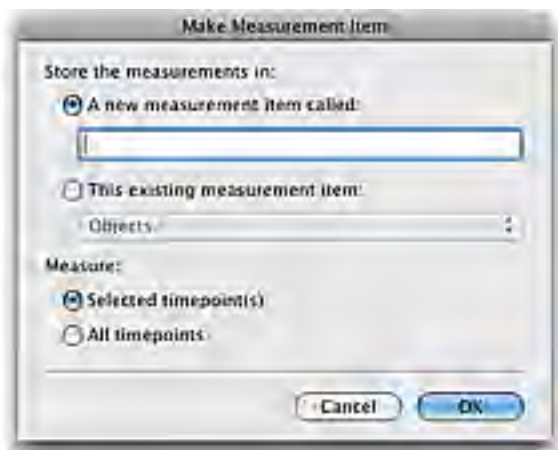 Make Measurement Item
Store the measurements in:
A new measurement item called:
This existing measurement item:
Objects
Measure:
Selected timepoint(s)
All timepoints
Cancel OK